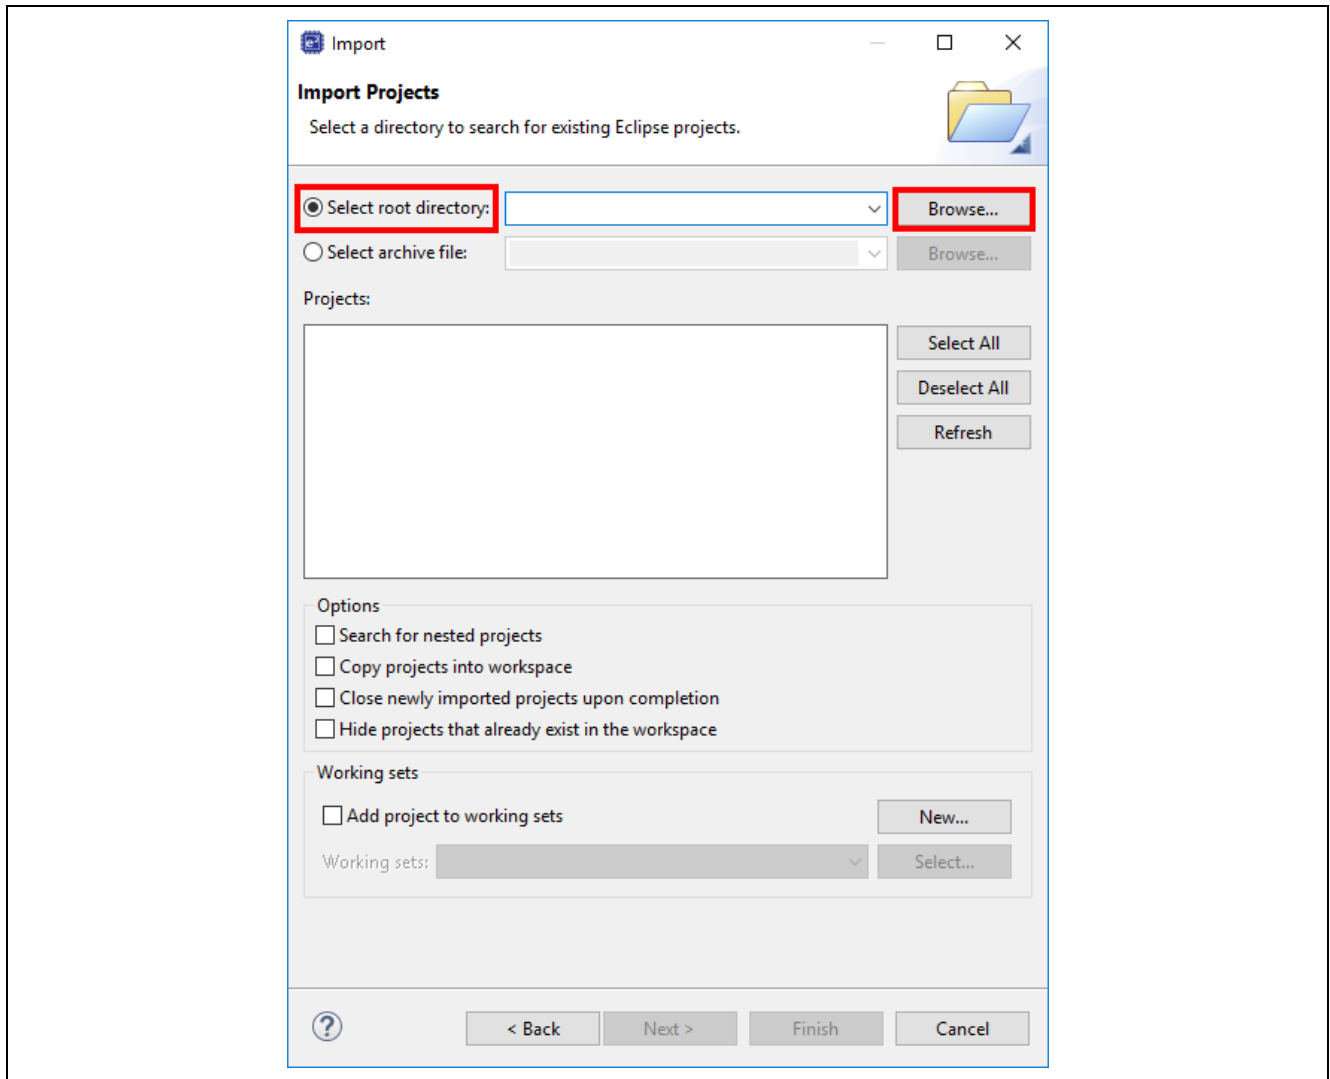 Import
Import Projects
Select a directory to search for existing Eclipse projects.
Select root directory: Browse...
Select archive file: Browse...
Projects:
Select All
Deselect All
Refresh
Options
Search for nested projects
Copy projects into workspace
Close newly imported projects upon completion
Hide projects that already exist in the workspace
Working sets
Add project to working sets New...
Working sets: Select...
? < Back Next > Finish Cancel